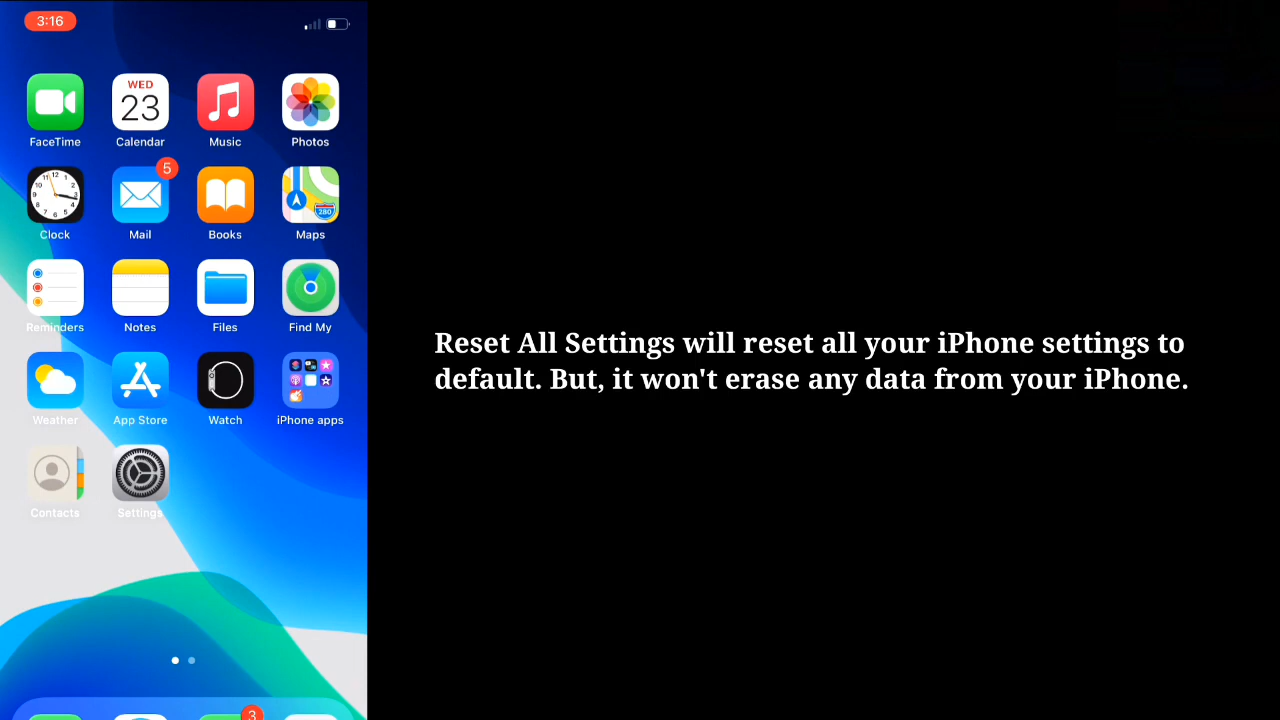 3:16
WED
23
FaceTime Calendar Music Photos
5
280
Clock Mail Books Maps
Reminders Notes Files Find My
Weather App Store Watch iPhone apps
Contacts Settings
3
Reset All Settings will reset all your iPhone settings to
default. But, it won't erase any data from your iPhone.